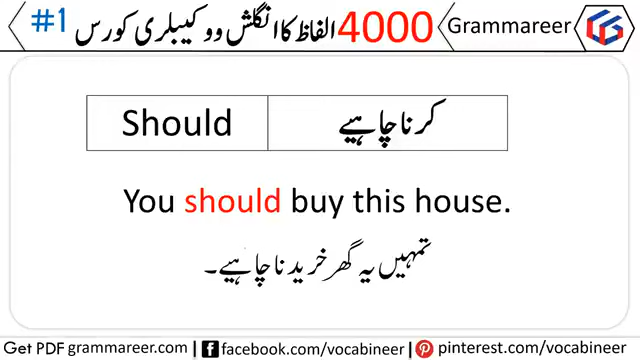 #1 4000 الفاظ کا انگلش ووکیبلری کورس Grammareer
Should کرنا چاہیے
You should buy this house.
تمہیں یہ گھر خریدنا چاہیے۔
Get PDF grammareer.com | facebook.com/vocabineer | pinterest.com/vocabineer